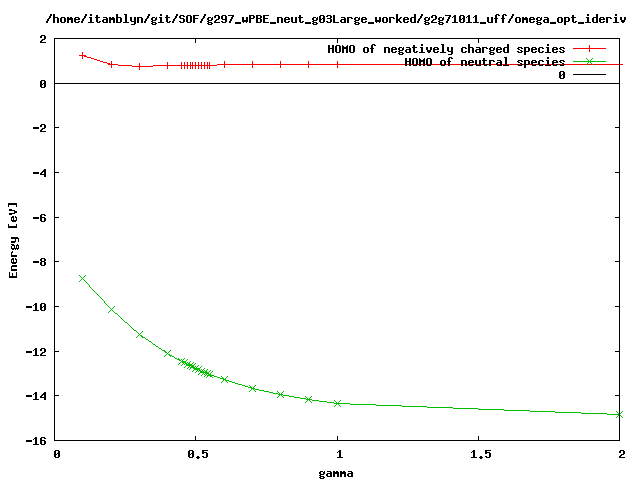 /home/itamblyn/git/SOF/g297_wPBE_neut_g03Large_worked/g2g71011_uff/omega_opt_ideriv
HOMO of negatively charged species
HOMO of neutral species
0
2
0
-2
-4
-6
-8
-10
-12
-14
-16
Energy [eV]
0 0.5 1 1.5 2
gamma